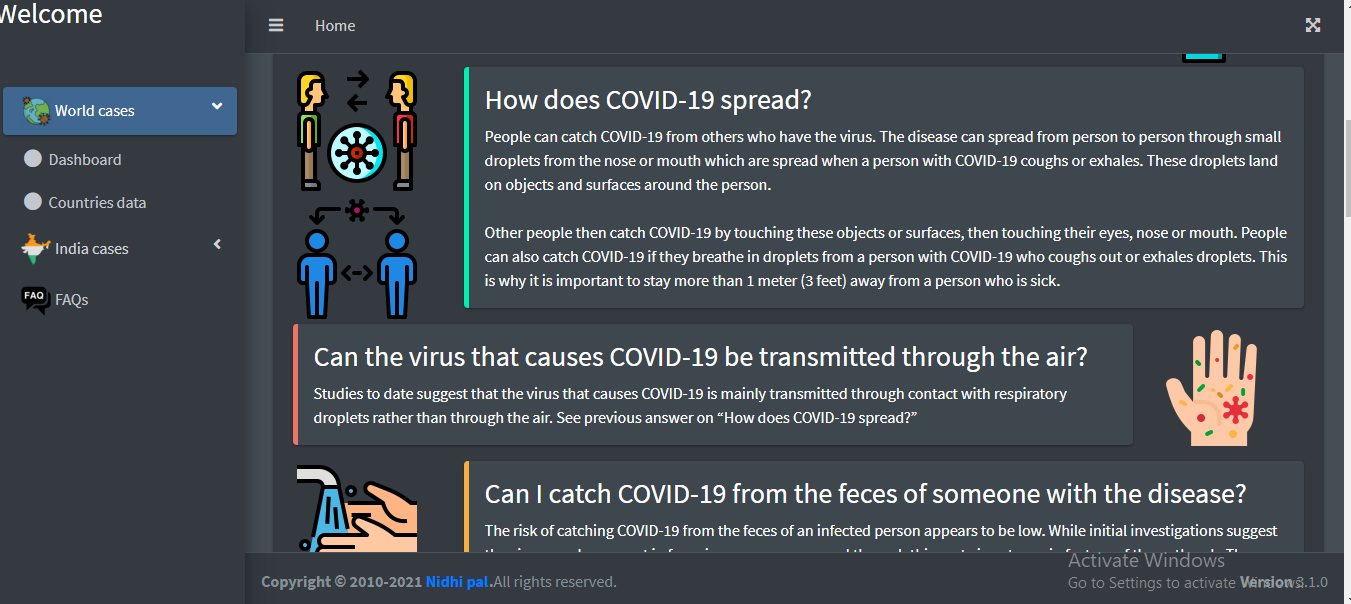 Welcome
Home
World cases
Dashboard
Countries data
India cases
FAQ FAQs
How does COVID-19 spread?
People can catch COVID-19 from others who have the virus. The disease can spread from person to person through small
droplets from the nose or mouth which are spread when a person with COVID-19 coughs or exhales. These droplets land
on objects and surfaces around the person.
Other people then catch COVID-19 by touching these objects or surfaces, then touching their eyes, nose or mouth. People
can also catch COVID-19 if they breathe in droplets from a person with COVID-19 who coughs out or exhales droplets. This
is why it is important to stay more than 1 meter (3 feet) away from a person who is sick.
Can the virus that causes COVID-19 be transmitted through the air?
Studies to date suggest that the virus that causes COVID-19 is mainly transmitted through contact with respiratory
droplets rather than through the air. See previous answer on “How does COVID-19 spread?”
Can I catch COVID-19 from the feces of someone with the disease?
The risk of catching COVID-19 from the feces of an infected person appears to be low. While initial investigations suggest
Activate Windows
Go to Settings to activate Windows.
Copyright © 2010-2021 Nidhi pal.All rights reserved.
Version 3.1.0